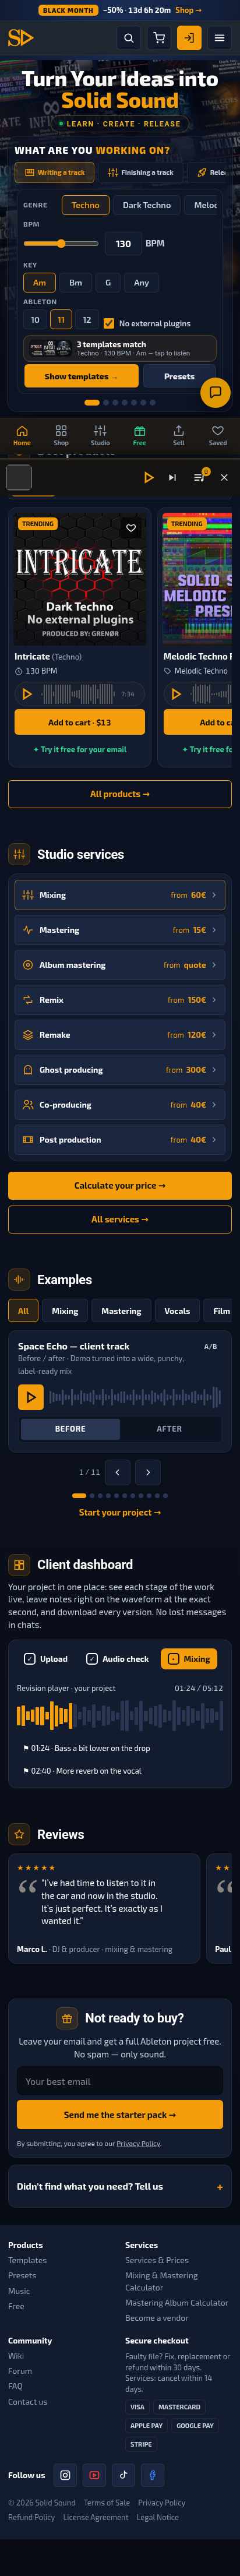 BLACK MONTH -50% · 13d 6h 20m Shop →
Turn Your Ideas into
Solid Sound
LEARN · CREATE · RELEASE
WHAT ARE YOU WORKING ON?
Writing a track Finishing a track
GENRE Techno Dark Techno
BPM
130 BPM
KEY
Am Bm G Any
ABLETON
10 11 12 No external plugins
3 templates match
Techno · 130 BPM · Am — tap to listen
Show templates → Presets
Home Shop Studio Free Sell Saved
6
TRENDING TRENDING
INTRICATE
Dark Techno
No external plugins
PRODUCED BY: GRENØR
Intricate (Techno)
130 BPM Melodic Techno
7:34
Add to cart · $13
+ Try it free for your email
All products →
Studio services
Mixing from 60€ >
Mastering from 15€ >
Album mastering from quote >
Remix from 150€ >
Remake from 120€ >
Ghost producing from 300€ >
Co-producing from 40€ >
Post production from 40€ >
Calculate your price →
All services →
Examples
All Mixing Mastering Vocals Film
Space Echo — client track A/B
Before / after · Demo turned into a wide, punchy,
label-ready mix
BEFORE AFTER
1 / 11
Start your project →
Client dashboard
Your project in one place: see each stage of the work
live, leave notes right on the waveform at the exact
second, and download every version. No lost messages
in chats.
Upload Audio check Mixing
Revision player · your project 01:24 / 05:12
01:24 · Bass a bit lower on the drop
02:40 · More reverb on the vocal
Reviews
★★★★★
“I’ve had time to listen to it in
the car and now in the studio.
It’s just perfect. It’s exactly as I
wanted it.”
Marco L. · DJ & producer · mixing & mastering
Paul
Not ready to buy?
Leave your email and get a full Ableton project free.
No spam — only sound.
Your best email
Send me the starter pack →
By submitting, you agree to our Privacy Policy.
Didn’t find what you need? Tell us +
Products
Templates
Presets
Music
Free
Services
Services & Prices
Mixing & Mastering
Calculator
Mastering Album Calculator
Become a vendor
Community
Wiki
Forum
FAQ
Contact us
Secure checkout
Faulty file? Fix, replacement or
refund within 30 days.
Services: cancel within 14
days.
VISA MASTERCARD
APPLE PAY GOOGLE PAY
STRIPE
Follow us
© 2026 Solid Sound Terms of Sale Privacy Policy
Refund Policy License Agreement Legal Notice